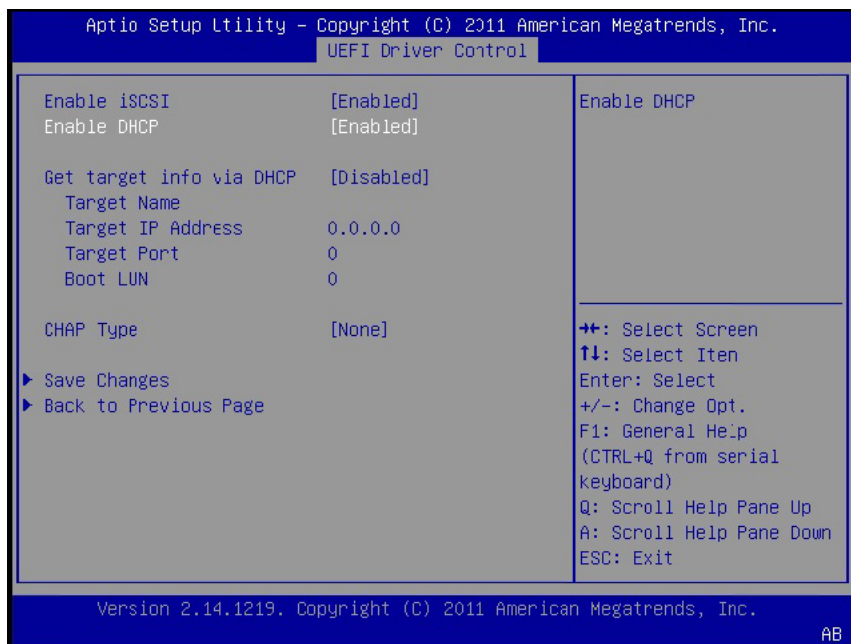 Aptio Setup Utility – Copyright (C) 2011 American Megatrends, Inc.
UEFI Driver Control
Enable iSCSI [Enabled]
Enable DHCP [Enabled]
Get target info via DHCP [Disabled]
Target Name
Target IP Address 0.0.0.0
Target Port 0
Boot LUN 0
CHAP Type [None]
▶ Save Changes
▶ Back to Previous Page
Enable DHCP
→←: Select Screen
↑↓: Select Item
Enter: Select
+/-: Change Opt.
F1: General Help
(CTRL+Q from serial
keyboard)
Q: Scroll Help Pane Up
A: Scroll Help Pane Down
ESC: Exit
Version 2.14.1219. Copyright (C) 2011 American Megatrends, Inc.
AB